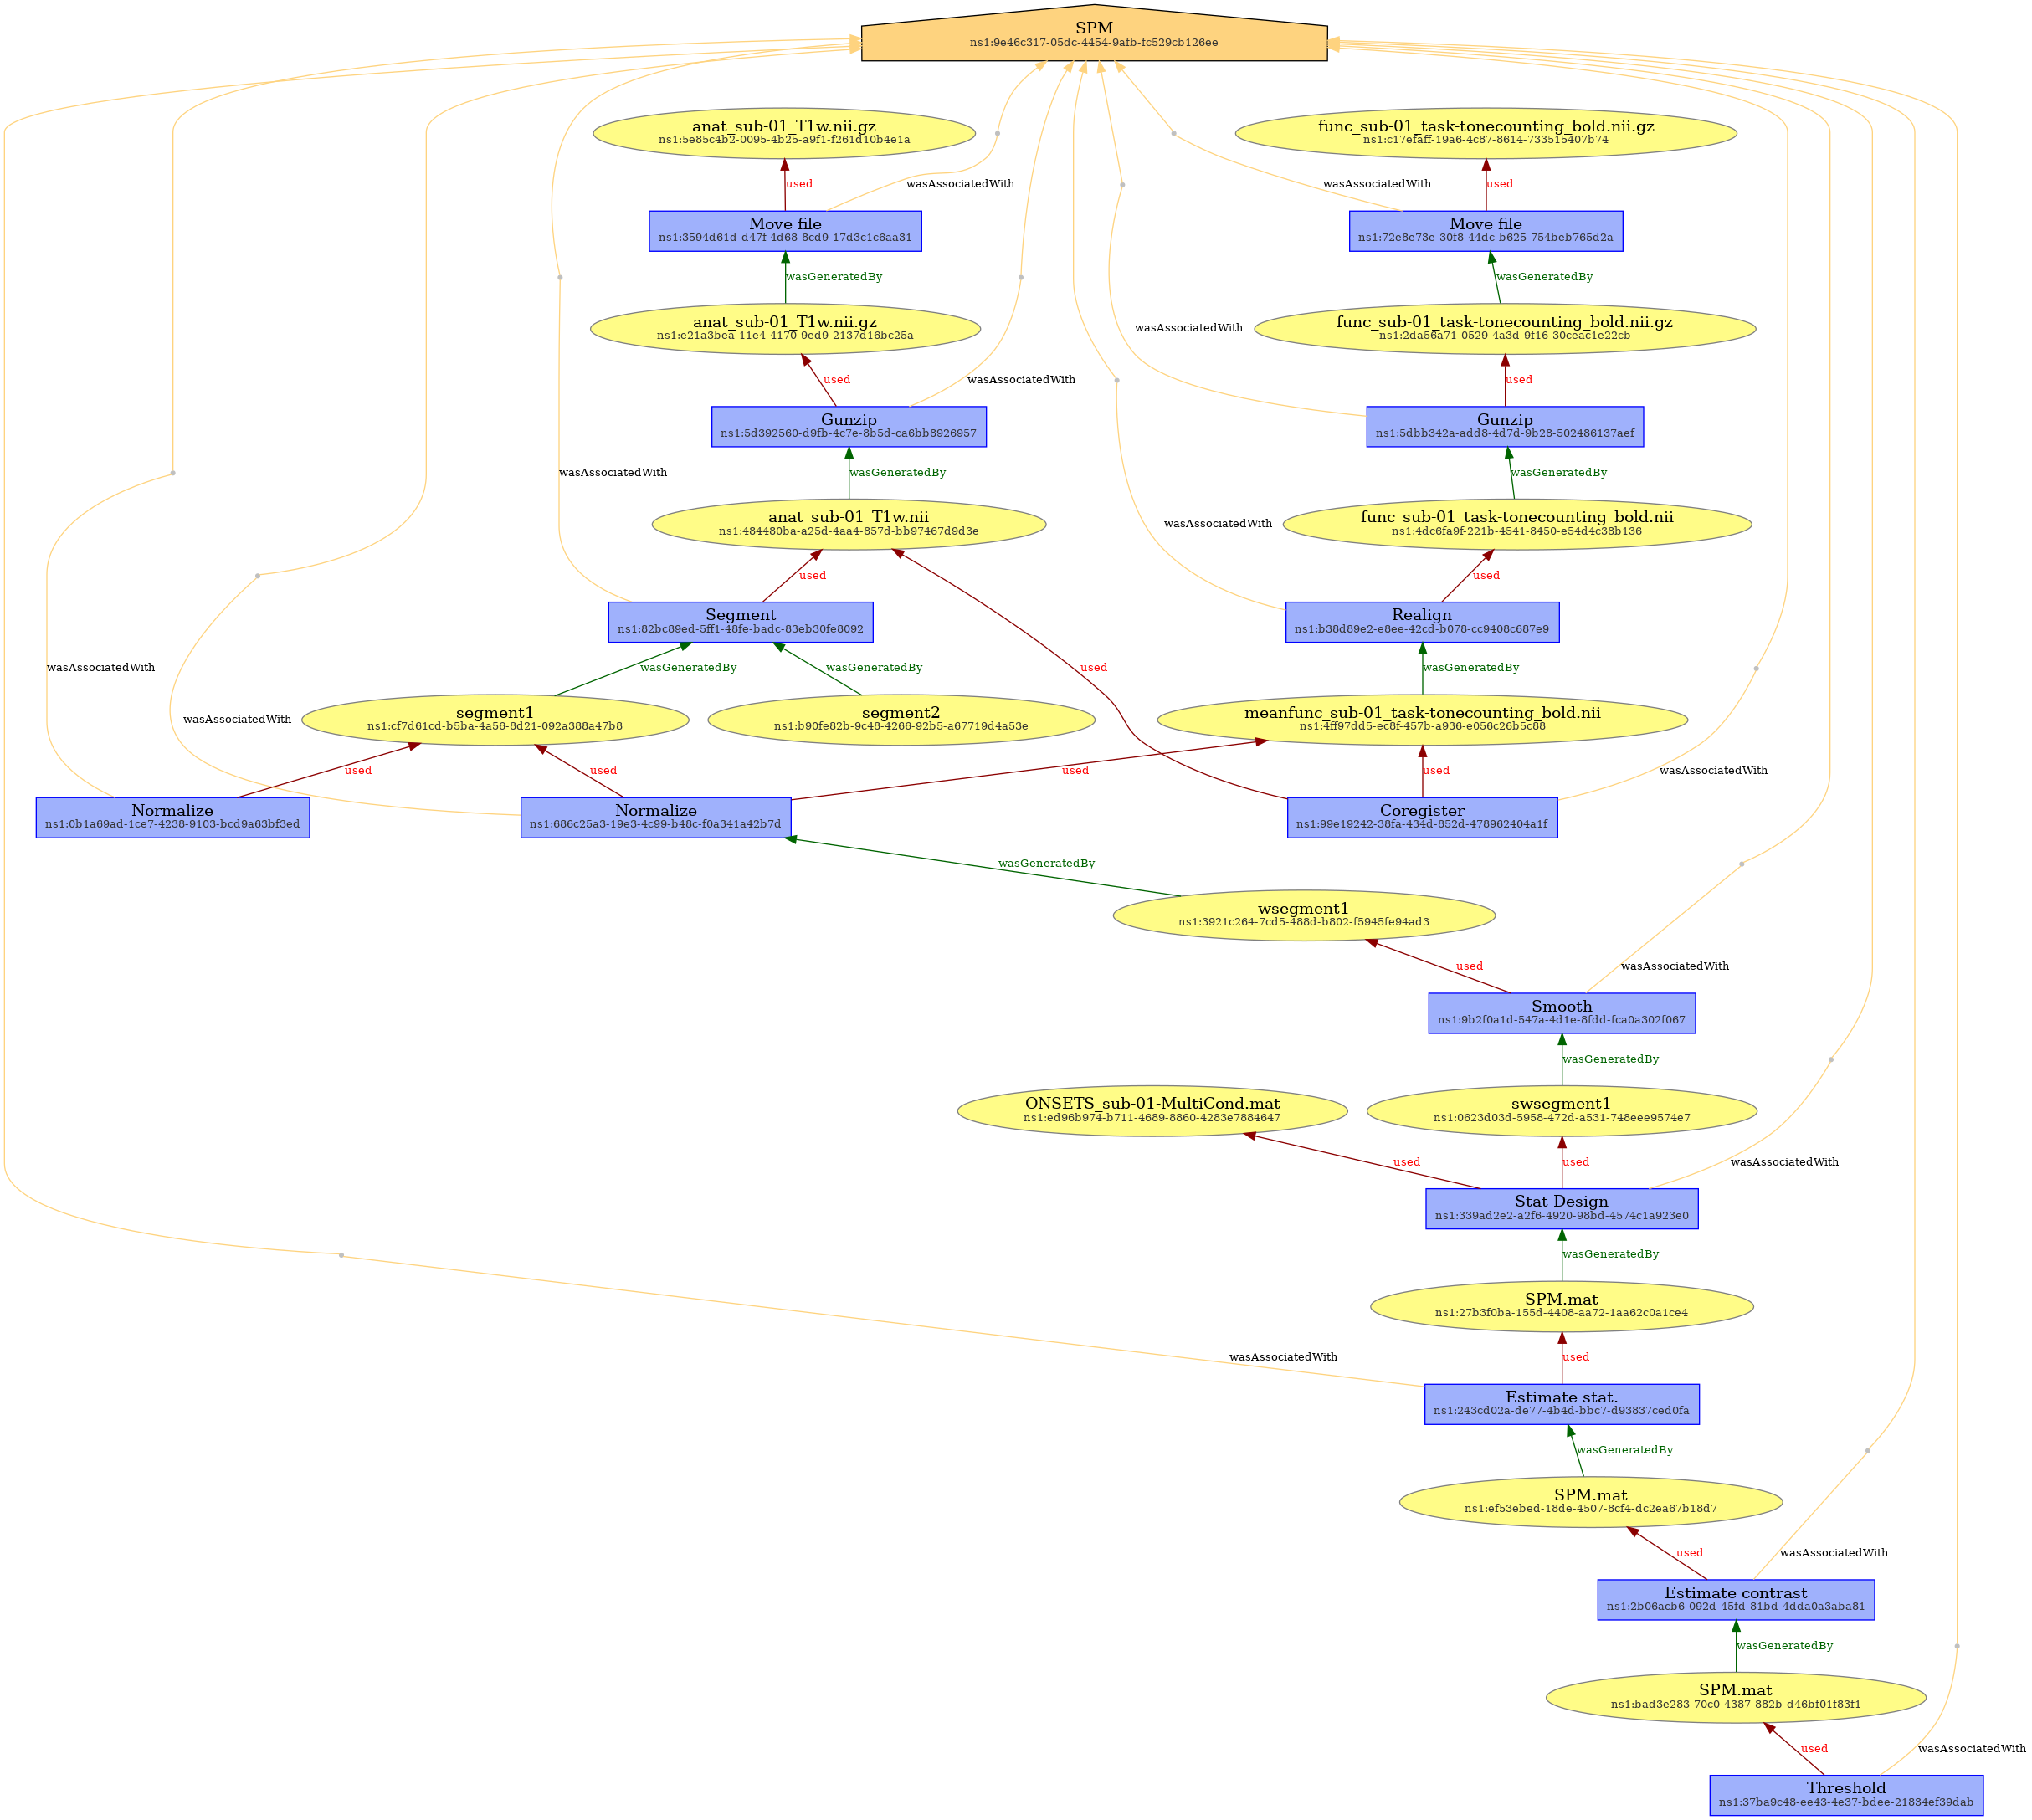 SPM
ns1:9e46c317-05dc-4454-9afb-fc529cb126ee
anat_sub-01_T1w.nii.gz
ns1:5e85c4b2-0095-4b25-a9f1-f261d10b4e1a
func_sub-01_task-tonecounting_bold.nii.gz
ns1:c17efaff-19a6-4c87-8614-733515407b74
used
wasAssociatedWith
wasAssociatedWith
used
Move file
ns1:3594d61d-d47f-4d68-8cd9-17d3c1c6aa31
Move file
ns1:72e8e73e-30f8-44dc-b625-754beb765d2a
wasGeneratedBy
wasGeneratedBy
anat_sub-01_T1w.nii.gz
ns1:e21a3bea-11e4-4170-9ed9-2137d16bc25a
wasAssociatedWith
func_sub-01_task-tonecounting_bold.nii.gz
ns1:2da56a71-0529-4a3d-9f16-30ceac1e22cb
used
wasAssociatedWith
used
Gunzip
ns1:5d392560-d9fb-4c7e-8b5d-ca6bb8926957
Gunzip
ns1:5dbb342a-add8-4d7d-9b28-502486137aef
wasAssociatedWith
wasGeneratedBy
wasGeneratedBy
anat_sub-01_T1w.nii
ns1:484480ba-a25d-4aa4-857d-bb97467d9d3e
wasAssociatedWith
func_sub-01_task-tonecounting_bold.nii
ns1:4dc6fa9f-221b-4541-8450-e54d4c38b136
used
used
Segment
ns1:82bc89ed-5ff1-48fe-badc-83eb30fe8092
Realign
ns1:b38d89e2-e8ee-42cd-b078-cc9408c687e9
wasAssociatedWith
wasGeneratedBy
wasGeneratedBy
used
wasGeneratedBy
wasAssociatedWith
segment1
ns1:cf7d61cd-b5ba-4a56-8d21-092a388a47b8
segment2
ns1:b90fe82b-9c48-4266-92b5-a67719d4a53e
meanfunc_sub-01_task-tonecounting_bold.nii
ns1:4ff97dd5-ec8f-457b-a936-e056c26b5c88
used
used
used
used
wasAssociatedWith
Normalize
ns1:0b1a69ad-1ce7-4238-9103-bcd9a63bf3ed
Normalize
ns1:686c25a3-19e3-4c99-b48c-f0a341a42b7d
Coregister
ns1:99e19242-38fa-434d-852d-478962404a1f
wasGeneratedBy
wsegment1
ns1:3921c264-7cd5-488d-b802-f5945fe94ad3
used
wasAssociatedWith
Smooth
ns1:9b2f0a1d-547a-4d1e-8fdd-fca0a302f067
wasGeneratedBy
ONSETS_sub-01-MultiCond.mat
ns1:ed96b974-b711-4689-8860-4283e7884647
swsegment1
ns1:0623d03d-5958-472d-a531-748eee9574e7
used
used
wasAssociatedWith
Stat Design
ns1:339ad2e2-a2f6-4920-98bd-4574c1a923e0
wasGeneratedBy
SPM.mat
ns1:27b3f0ba-155d-4408-aa72-1aa62c0a1ce4
wasAssociatedWith
used
Estimate stat.
ns1:243cd02a-de77-4b4d-bbc7-d93837ced0fa
wasGeneratedBy
SPM.mat
ns1:ef53ebed-18de-4507-8cf4-dc2ea67b18d7
used
wasAssociatedWith
Estimate contrast
ns1:2b06acb6-092d-45fd-81bd-4dda0a3aba81
wasGeneratedBy
SPM.mat
ns1:bad3e283-70c0-4387-882b-d46bf01f83f1
used
wasAssociatedWith
Threshold
ns1:37ba9c48-ee43-4e37-bdee-21834ef39dab